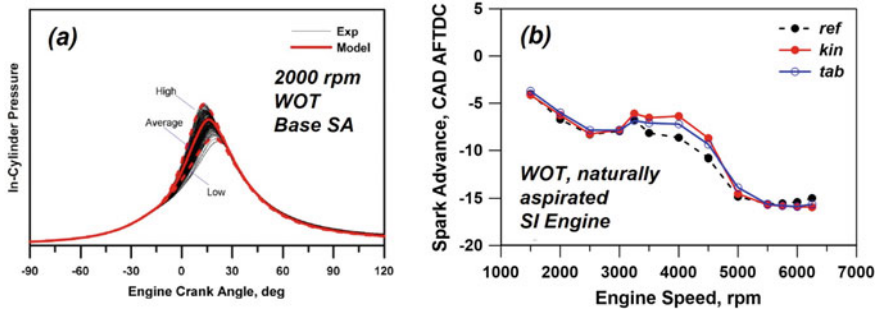 (a)
Exp
Model
2000 rpm
WOT
Base SA
High
Average
Low
In-Cylinder Pressure
-90
-60
-30
0
30
60
90
120
Engine Crank Angle, deg
(b)
ref
kin
tab
5
0
-5
-10
-15
-20
Spark Advance, CAD AFTDC
WOT, naturally
aspirated
SI Engine
1000
2000
3000
4000
5000
6000
7000
Engine Speed, rpm